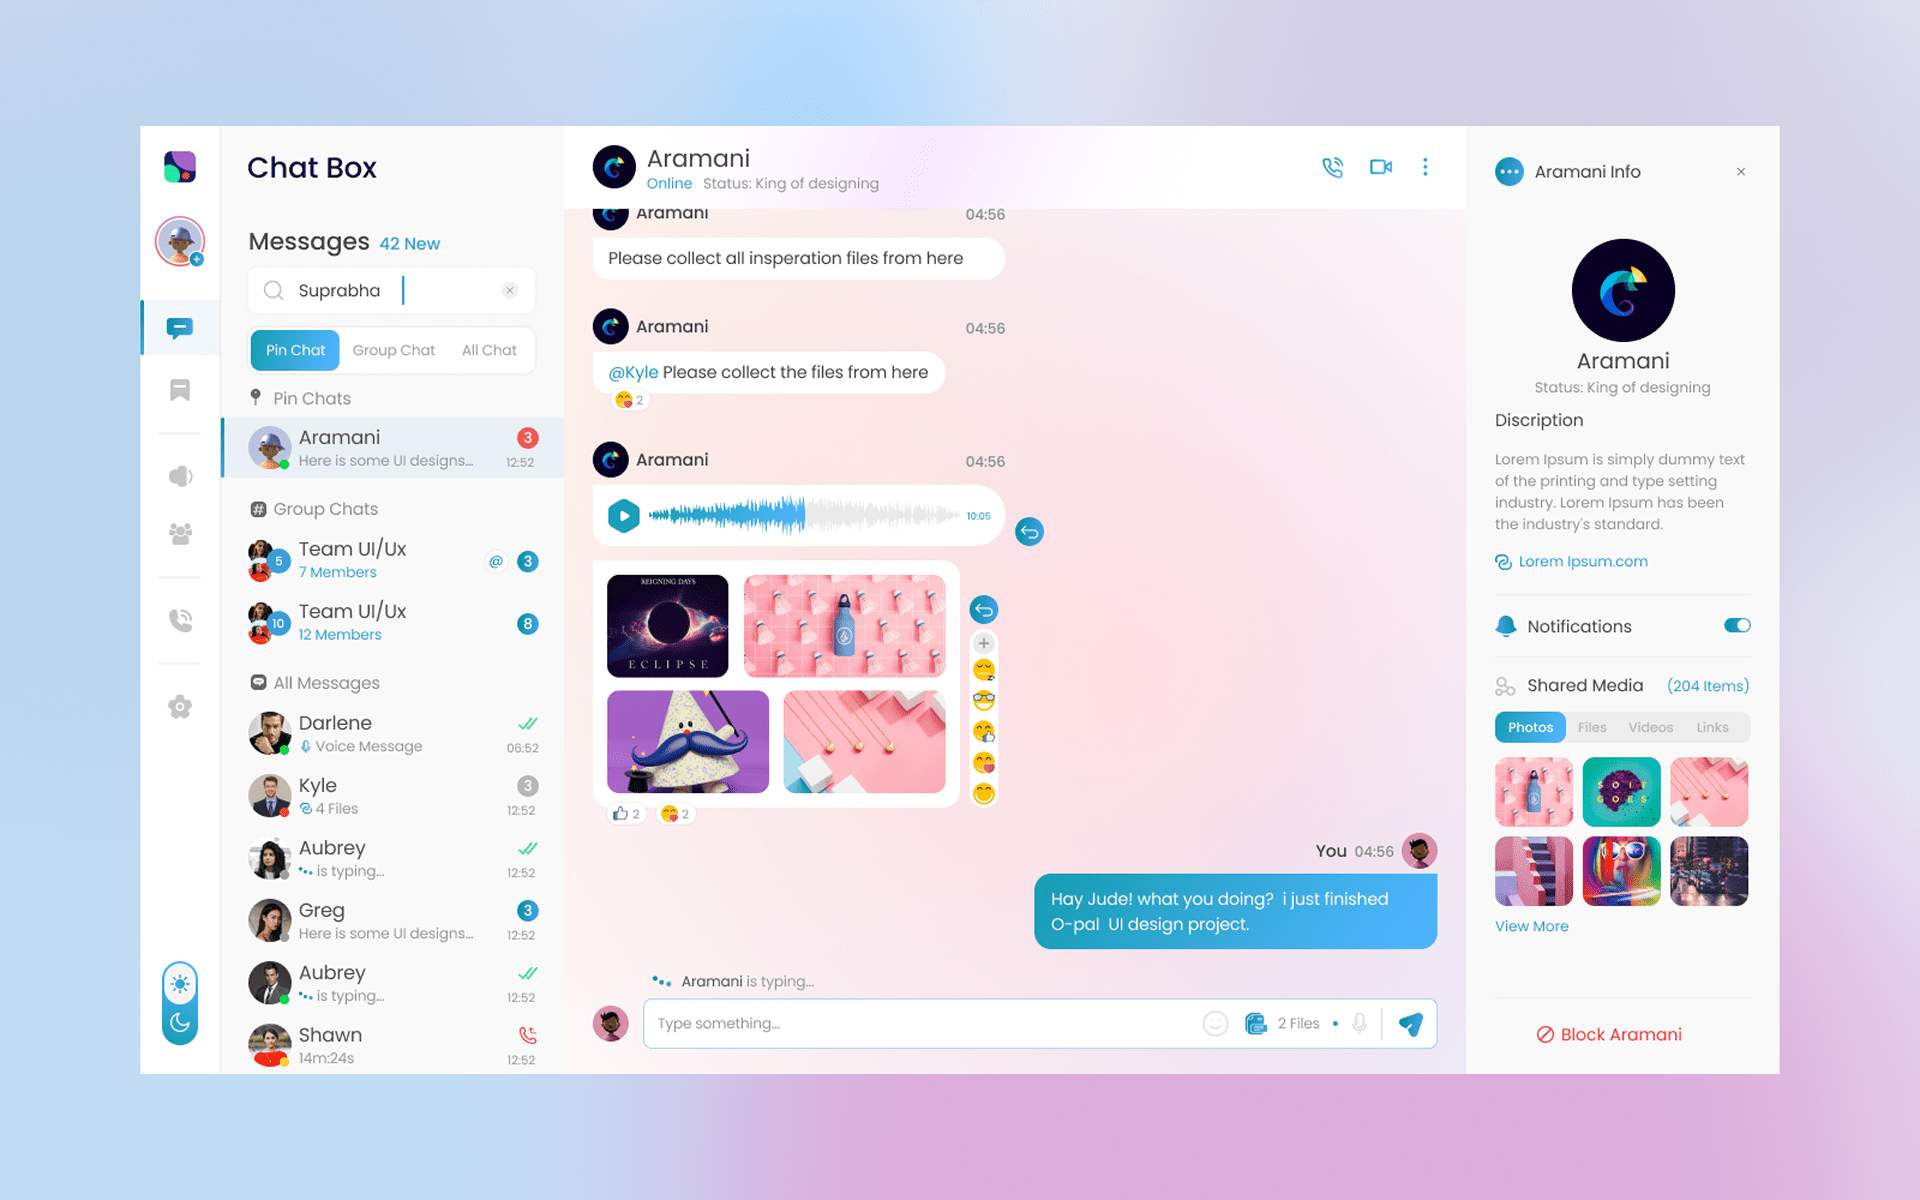 Chat Box
Messages 42 New
Suprabha
Pin Chat Group Chat All Chat
Pin Chats
Aramani 3
Here is some UI designs... 12:52
Group Chats
Team UI/Ux @ 3
5
7 Members
Team UI/Ux 8
10
12 Members
All Messages
Darlene
Voice Message 06:52
Kyle 3
4 Files 12:52
Aubrey
is typing... 12:52
Greg 3
Here is some UI designs... 12:52
Aubrey
is typing... 12:52
Shawn
14m:24s 12:52
Aramani
Online Status: King of designing
Aramani 04:56
Please collect all insperation files from here
Aramani 04:56
@Kyle Please collect the files from here
2
Aramani 04:56
10:05
REIGNING DAYS
ECLIPSE
2 2
You 04:56
Hay Jude! what you doing? i just finished
O-pal UI design project.
Aramani is typing...
Type something... 2 Files
Aramani Info
Aramani
Status: King of designing
Discription
Lorem Ipsum is simply dummy text
of the printing and type setting
industry. Lorem Ipsum has been
the industry's standard.
Lorem Ipsum.com
Notifications
Shared Media (204 Items)
Photos Files Videos Links
SO IT
GOES
View More
Block Aramani